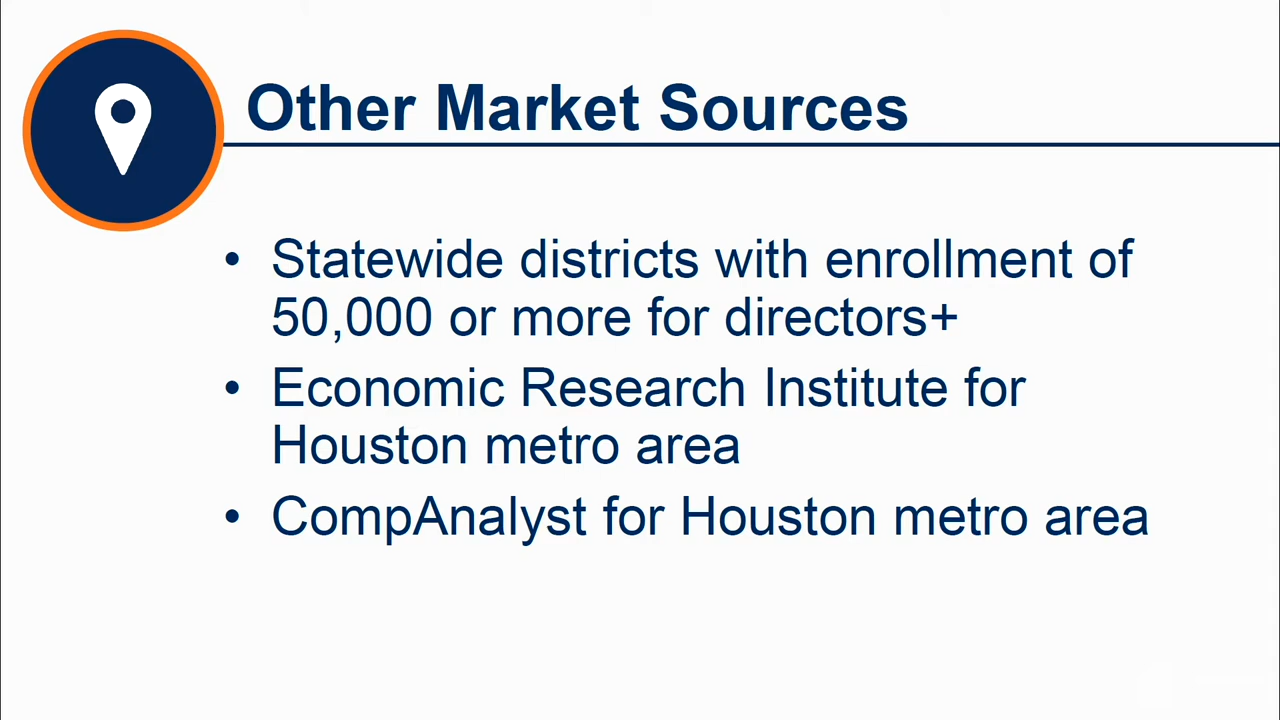 Other Market Sources
• Statewide districts with enrollment of
50,000 or more for directors+
• Economic Research Institute for
Houston metro area
• CompAnalyst for Houston metro area